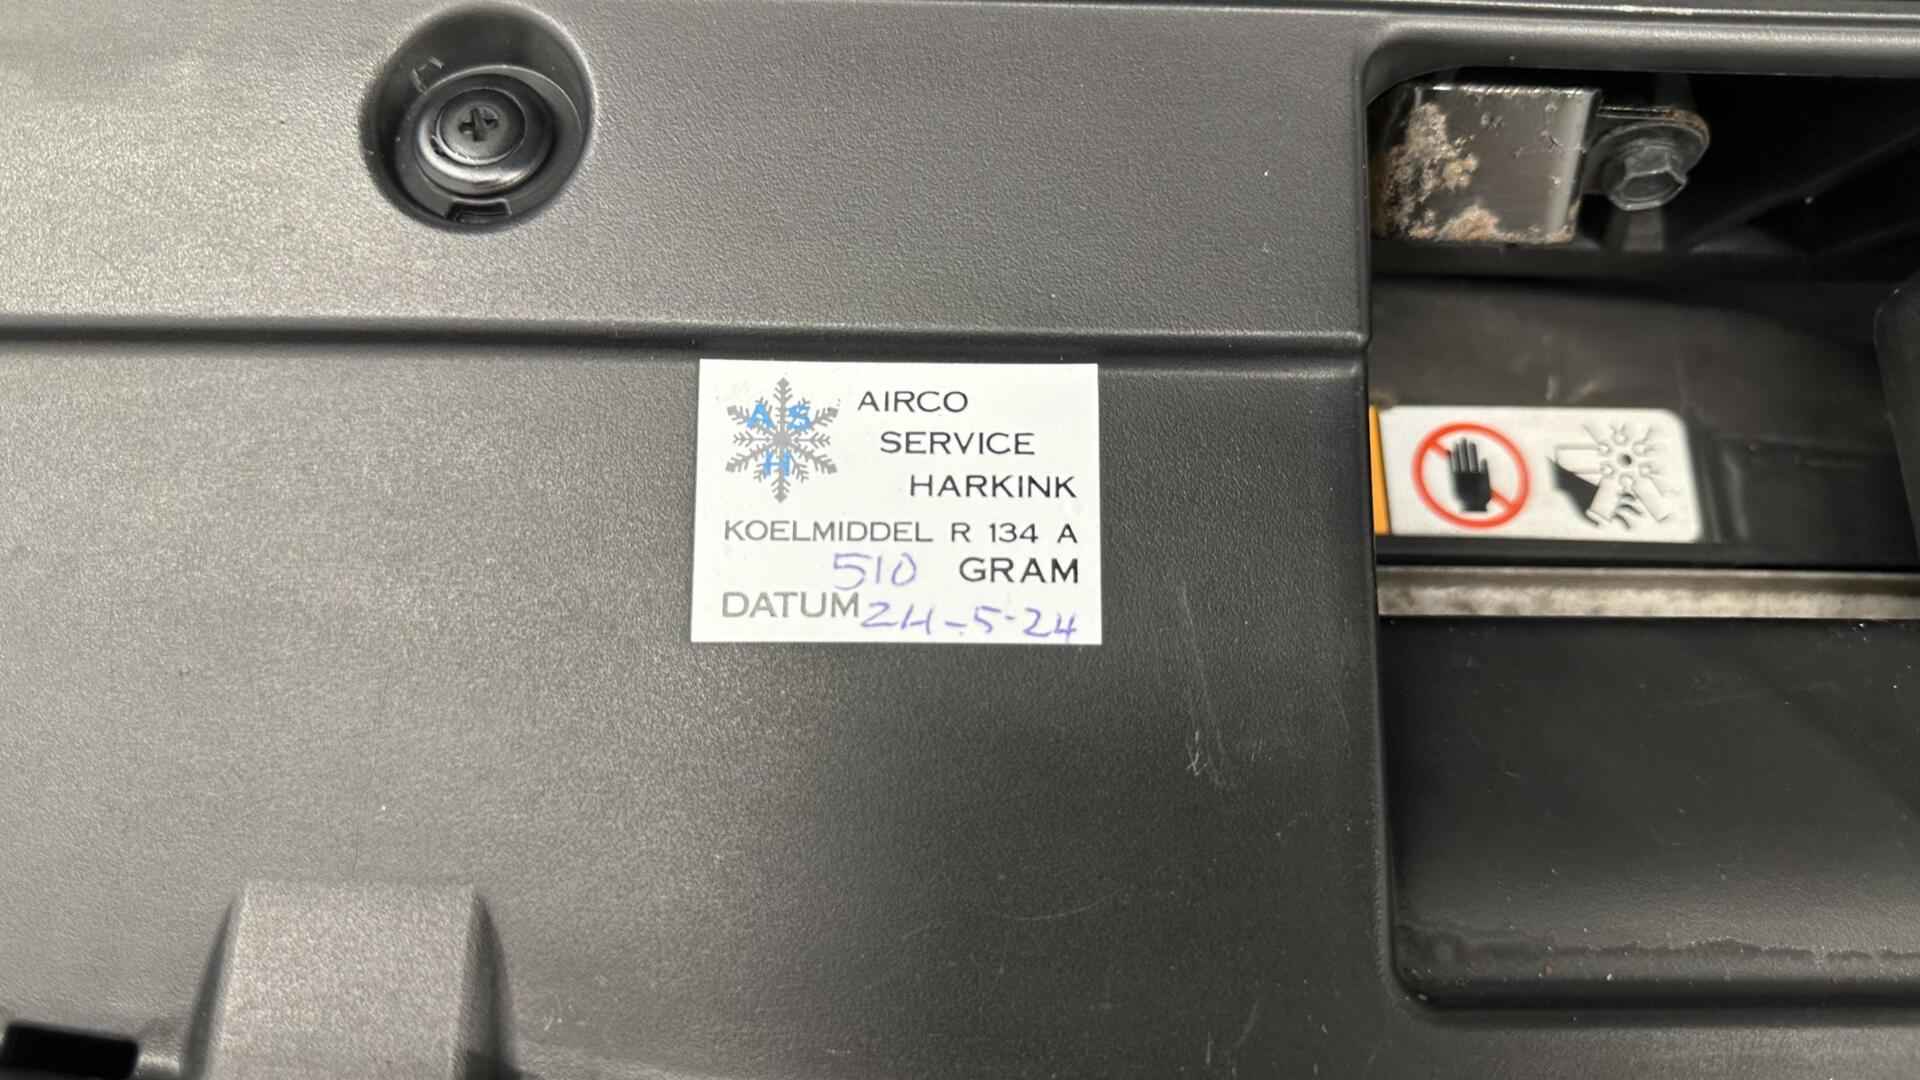 A S
H
AIRCO
SERVICE
HARKINK
KOELMIDDEL R 134 A
510 GRAM
DATUM 24-5-24